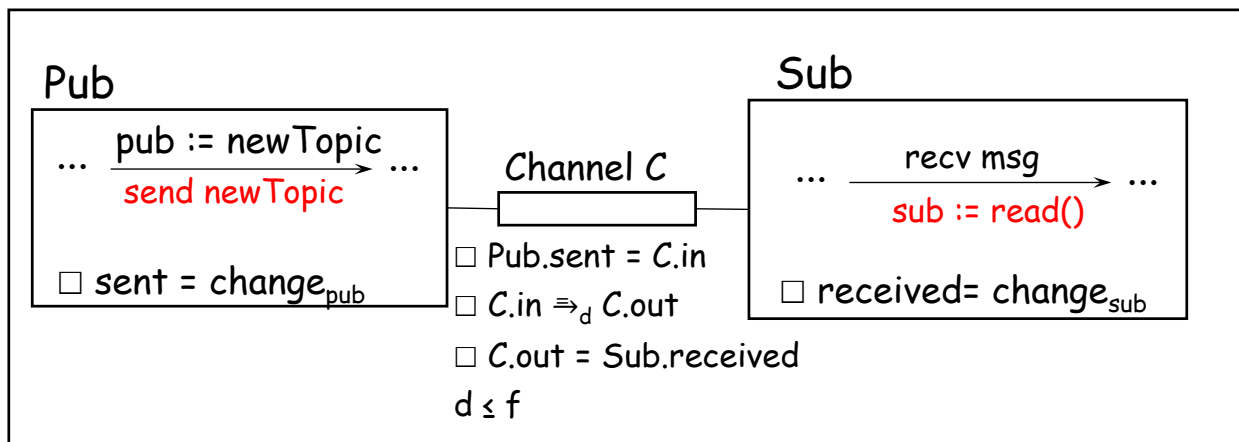 Pub
... pub := newTopic ...
send newTopic
□ sent = change_pub
Channel C
□ Pub.sent = C.in
□ C.in ⥱_d C.out
□ C.out = Sub.received
d ≤ f
Sub
... recv msg ...
sub := read()
□ received= change_sub